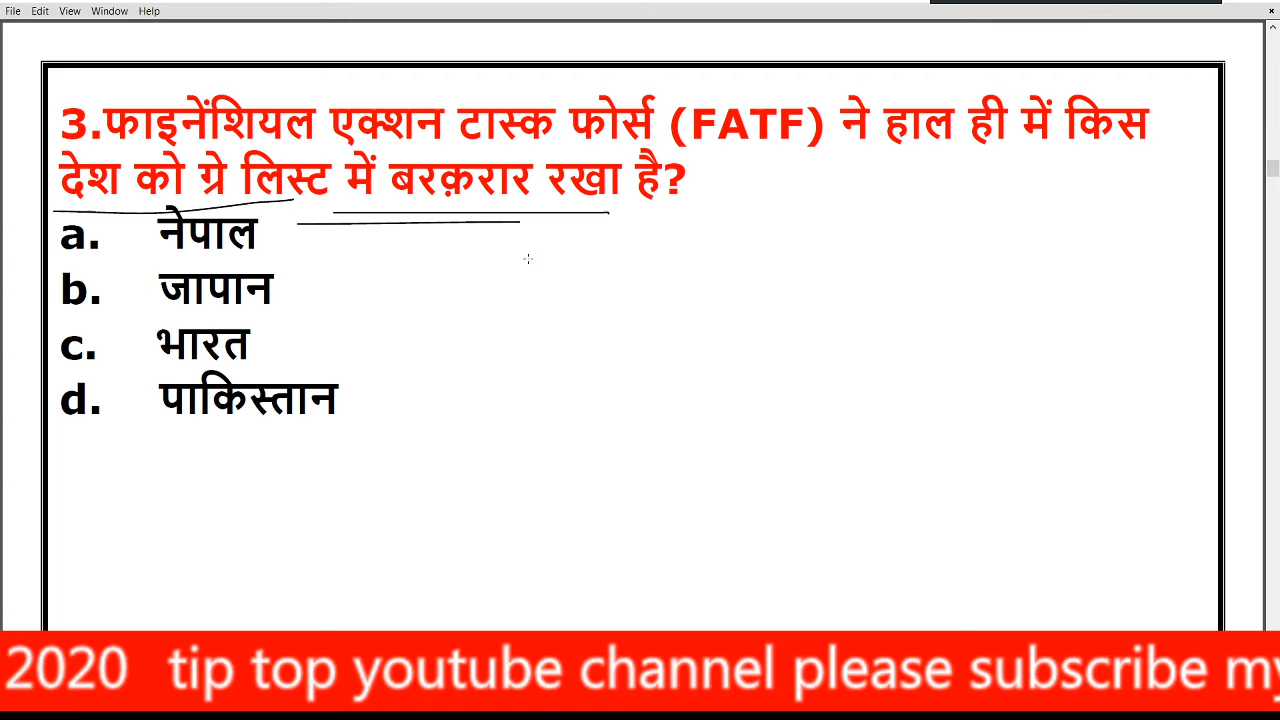 File Edit View Window Help
3.फाइनेंशियल एक्शन टास्क फोर्स (FATF) ने हाल ही में किस
देश को ग्रे लिस्ट में बरक़रार रखा है?
a. नेपाल
b. जापान
c. भारत
d. पाकिस्तान
2020 tip top youtube channel please subscribe my